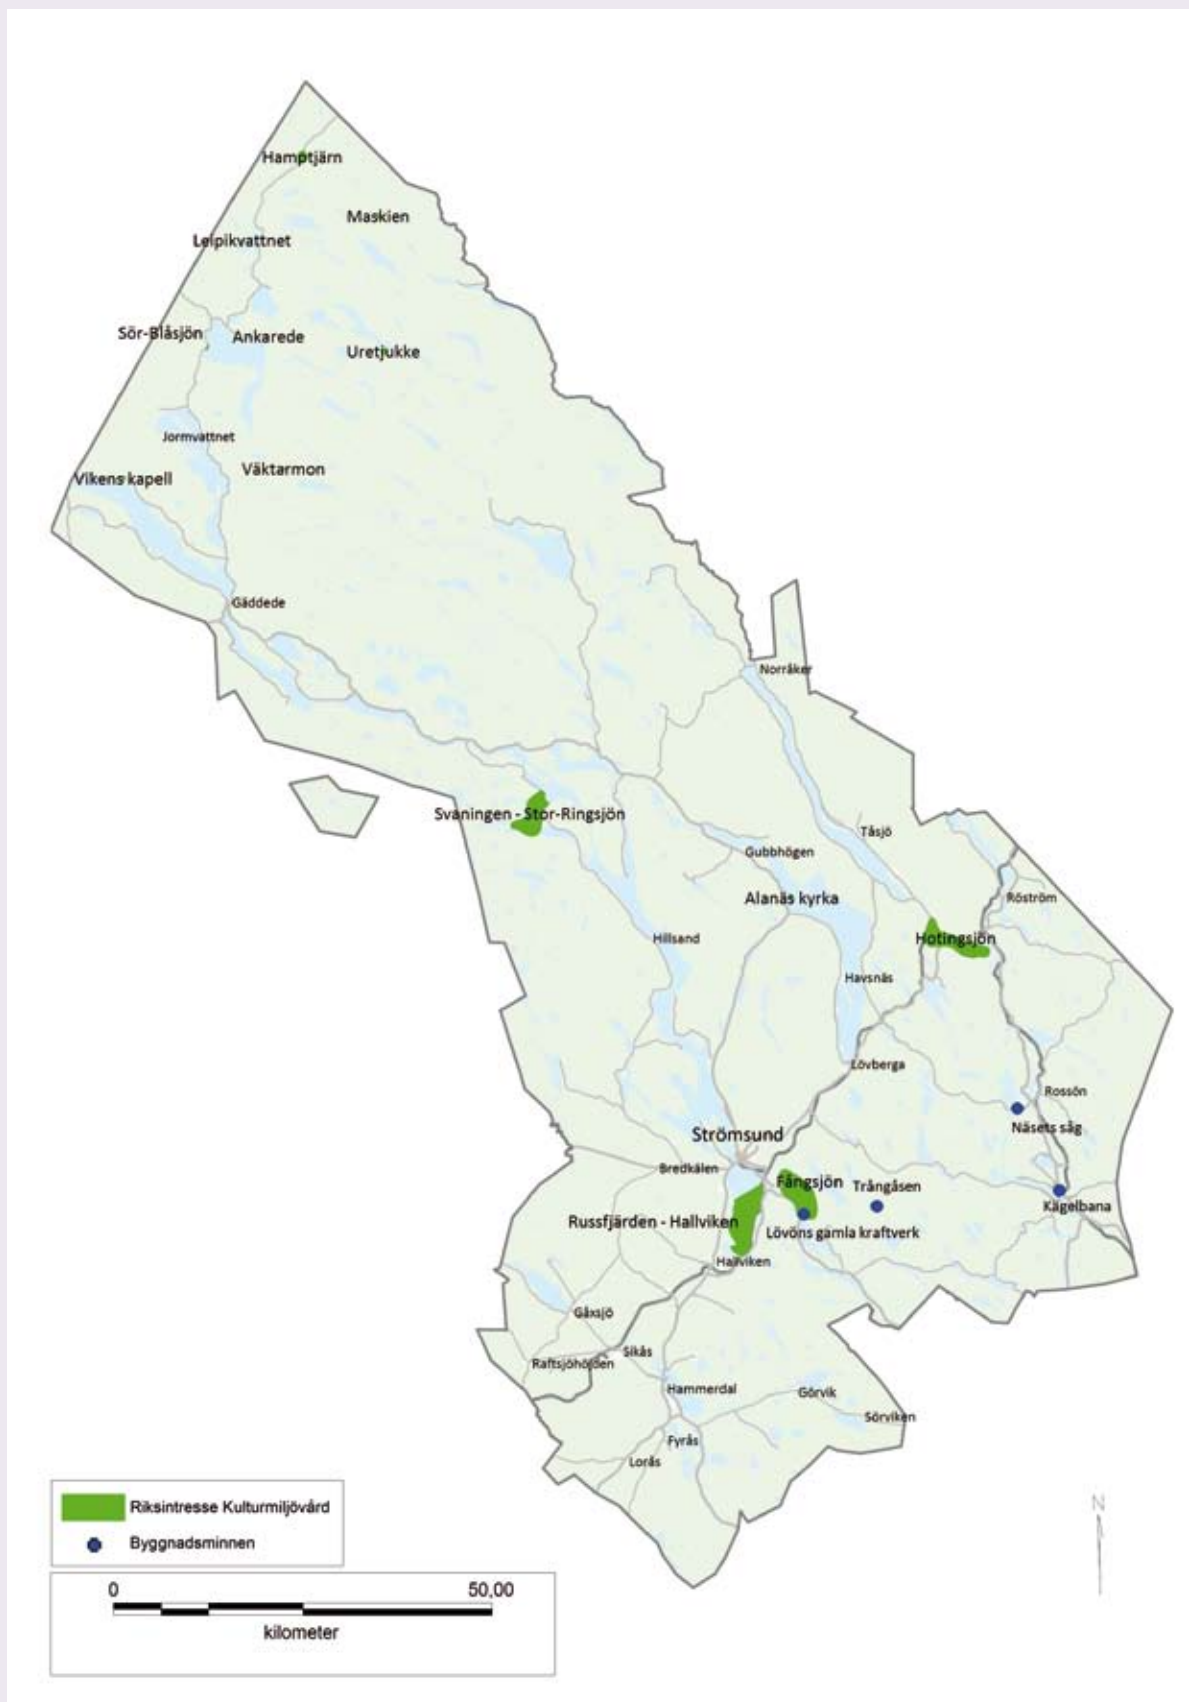 Hamptjärn
Maskien
Leipikvattnet
Sör-Blåsjön
Ankarede
Uretjukke
Jormvattnet
Väktarmon
Vikens kapell
Gäddede
Norråker
Svaningen - Stor-Ringsjön
Tåsjö
Gubbhögen
Alanäs kyrka
Röström
Hillsand
Hotingsjön
Havsnäs
Lövberga
Rossön
Näsets såg
Strömsund
Bredkälen
Fångsjön
Trångåsen
Kägelbana
Russfjärden - Hallviken
Lövöns gamla kraftverk
Hallviken
Gåxsjö
Sikås
Raftsjöhöjden
Hammerdal
Görvik
Sörviken
Fyrås
Lorås
Riksintresse Kulturmiljövård
Byggnadsminnen
0 50,00
kilometer
N